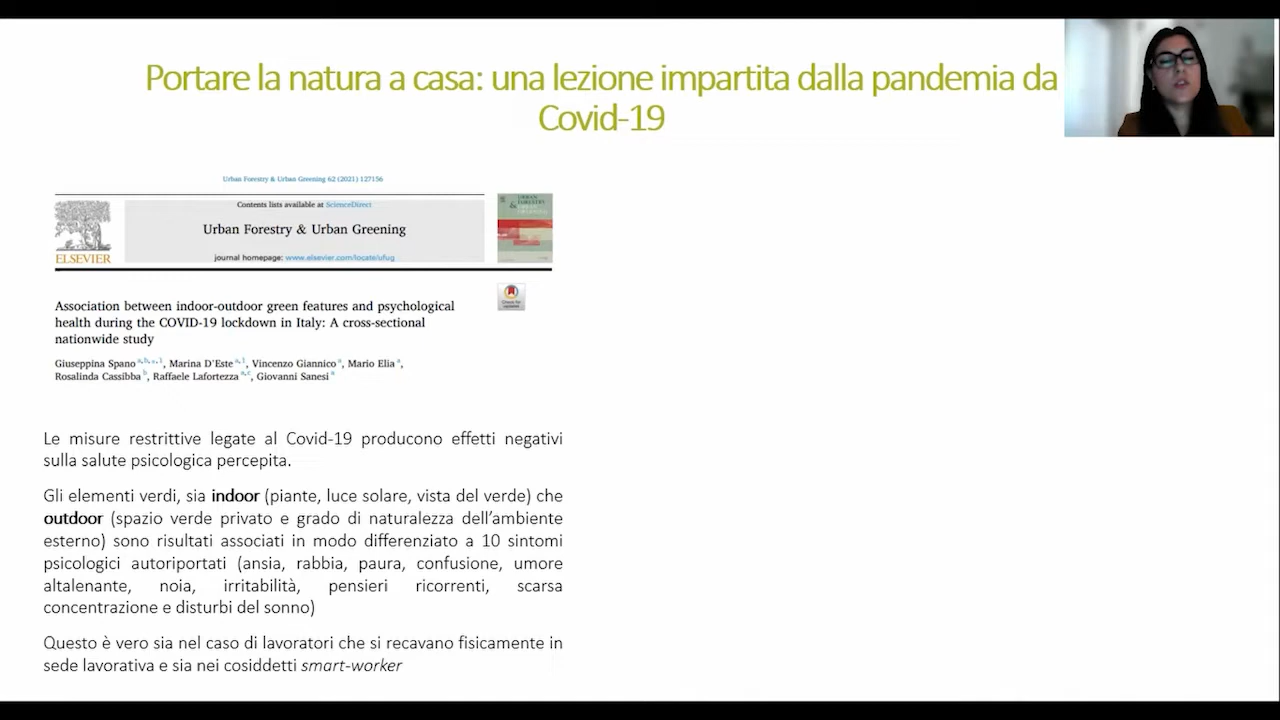 Portare la natura a casa: una lezione impartita dalla pandemia da
Covid-19
Urban Forestry & Urban Greening 62 (2021) 127156
Contents lists available at ScienceDirect
Urban Forestry & Urban Greening
journal homepage: www.elsevier.com/locate/ufug
ELSEVIER
URBAN
FORESTRY
&
Check for
updates
Association between indoor-outdoor green features and psychological
health during the COVID-19 lockdown in Italy: A cross-sectional
nationwide study
Giuseppina Spano a,b,*,1, Marina D'Este a,1, Vincenzo Giannico a, Mario Elia a,
Rosalinda Cassibba b, Raffaele Lafortezza a,c, Giovanni Sanesi a
Le misure restrittive legate al Covid-19 producono effetti negativi
sulla salute psicologica percepita.
Gli elementi verdi, sia indoor (piante, luce solare, vista del verde) che
outdoor (spazio verde privato e grado di naturalezza dell'ambiente
esterno) sono risultati associati in modo differenziato a 10 sintomi
psicologici autoriportati (ansia, rabbia, paura, confusione, umore
altalenante, noia, irritabilità, pensieri ricorrenti, scarsa
concentrazione e disturbi del sonno)
Questo è vero sia nel caso di lavoratori che si recavano fisicamente in
sede lavorativa e sia nei cosiddetti smart-worker